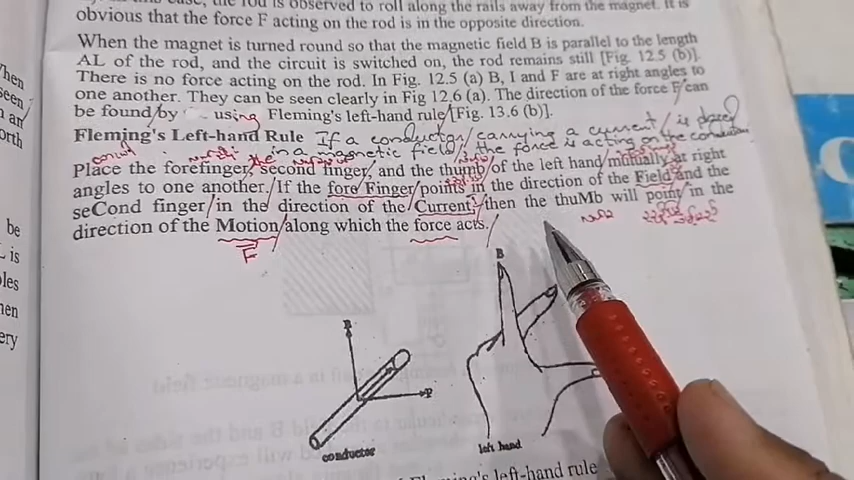 the rod is observed to roll along the rails away from the magnet. It is
obvious that the force F acting on the rod is in the opposite direction.
When the magnet is turned round so that the magnetic field B is parallel to the length
AL of the rod, and the circuit is switched on, the rod remains still [Fig. 12.5 (b)].
There is no force acting on the rod. In Fig. 12.5 (a) B, I and F are at right angles to
one another. They can be seen clearly in Fig 12.6 (a). The direction of the force F can
be found by using Fleming's left-hand rule [Fig. 13.6 (b)].
Fleming's Left-hand Rule If a conductor carrying a current is placed
in a magnetic field, the force is acting on the conductor
Place the forefinger, the second finger, and the thumb of the left hand mutually at right
angles to one another. If the fore Finger points in the direction of the Field and the
seCond finger in the direction of the Current, then the thuMb will point in the
direction of the Motion along which the force acts.
F
B
conductor
left hand
Fleming's left-hand rule
When
seen
n an
orth
be
is
oles
hen
ery